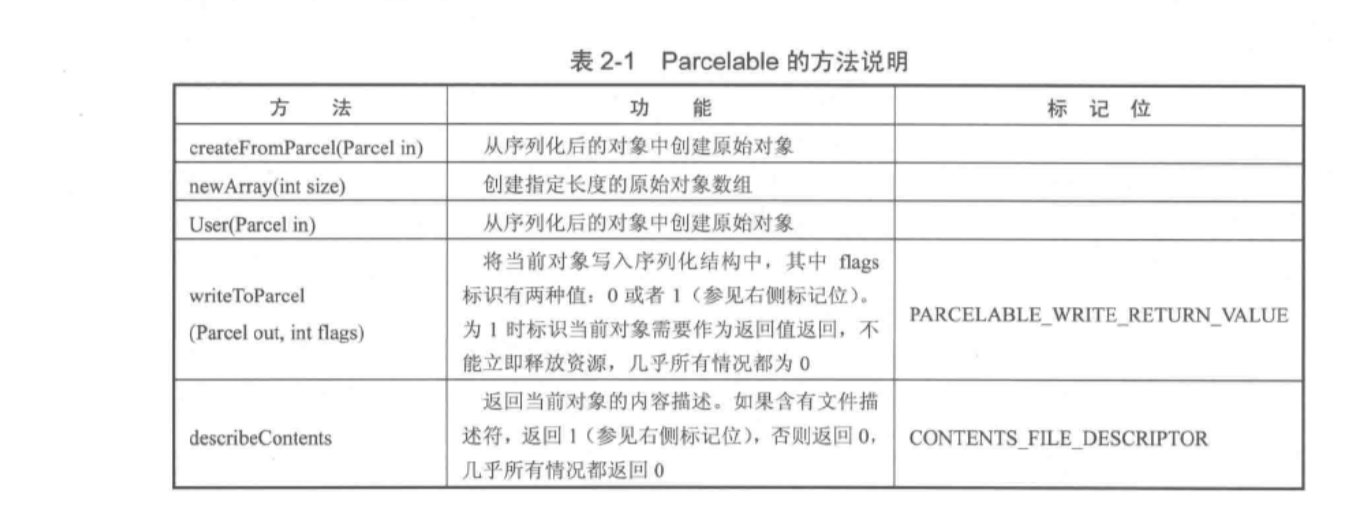 表 2-1 Parcelable 的方法说明
方 法 功 能 标 记 位
createFromParcel(Parcel in) 从序列化后的对象中创建原始对象
newArray(int size) 创建指定长度的原始对象数组
User(Parcel in) 从序列化后的对象中创建原始对象
writeToParcel
(Parcel out, int flags)
将当前对象写入序列化结构中，其中 flags
标识有两种值：0 或者 1（参见右侧标记位）。
为 1 时标识当前对象需要作为返回值返回，不
能立即释放资源，几乎所有情况都为 0
PARCELABLE_WRITE_RETURN_VALUE
describeContents
返回当前对象的内容描述。如果含有文件描
述符，返回 1（参见右侧标记位），否则返回 0，
几乎所有情况都返回 0
CONTENTS_FILE_DESCRIPTOR